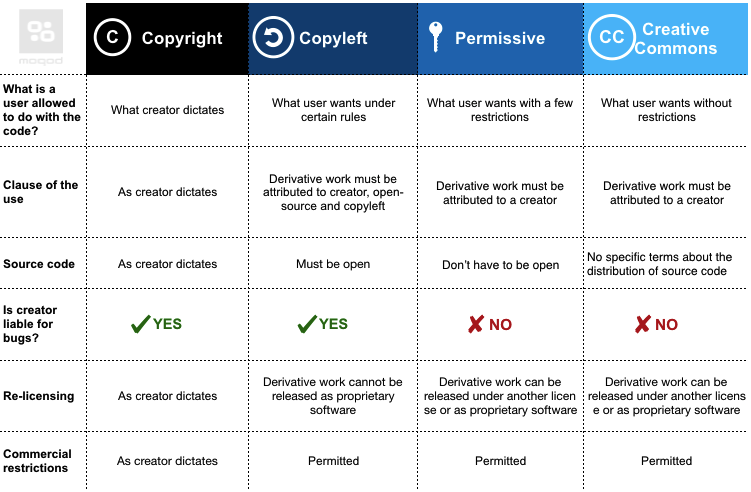 moqod
C Copyright
Copyleft
Permissive
CC Creative
Commons
What is a
user allowed
to do with the
code?
What creator dictates
What user wants under
certain rules
What user wants with a few
restrictions
What user wants without
restrictions
Clause of the
use
As creator dictates
Derivative work must be
attributed to creator, open-
source and copyleft
Derivative work must be
attributed to a creator
Derivative work must be
attributed to a creator
Source code
As creator dictates
Must be open
Don't have to be open
No specific terms about the
distribution of source code
Is creator
liable for
bugs?
YES
YES
NO
NO
Re-licensing
As creator dictates
Derivative work cannot be
released as proprietary
software
Derivative work can be
released under another licen
se or as proprietary software
Derivative work can be
released under another licens
e or as proprietary software
Commercial
restrictions
As creator dictates
Permitted
Permitted
Permitted